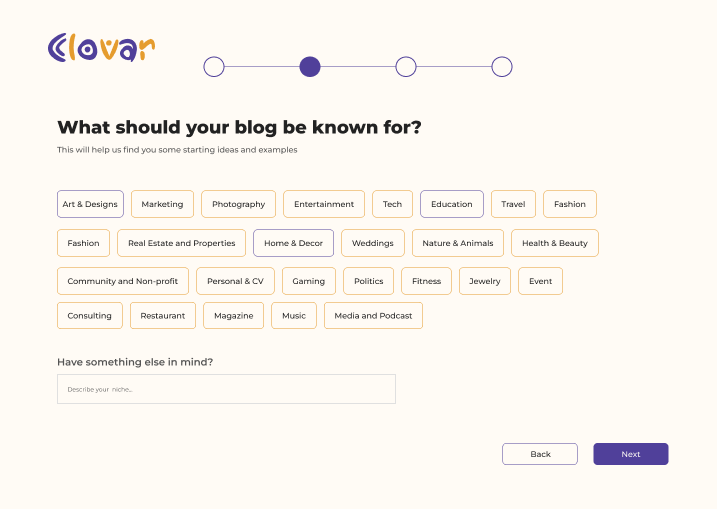 Clovar
What should your blog be known for?
This will help us find you some starting ideas and examples
Art & Designs Marketing Photography Entertainment Tech Education Travel Fashion
Fashion Real Estate and Properties Home & Decor Weddings Nature & Animals Health & Beauty
Community and Non-profit Personal & CV Gaming Politics Fitness Jewelry Event
Consulting Restaurant Magazine Music Media and Podcast
Have something else in mind?
Describe your niche...
Back Next